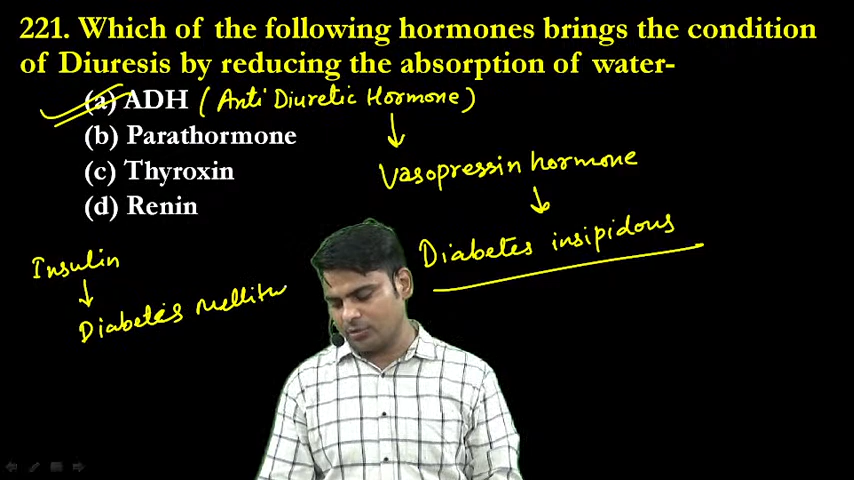 221. Which of the following hormones brings the condition
of Diuresis by reducing the absorption of water-
(a) ADH (Anti Diuretic Hormone)
(b) Parathormone
Vasopressin hormone
(c) Thyroxin
(d) Renin
Diabetes insipidous
Insulin
Diabetes Mellitu